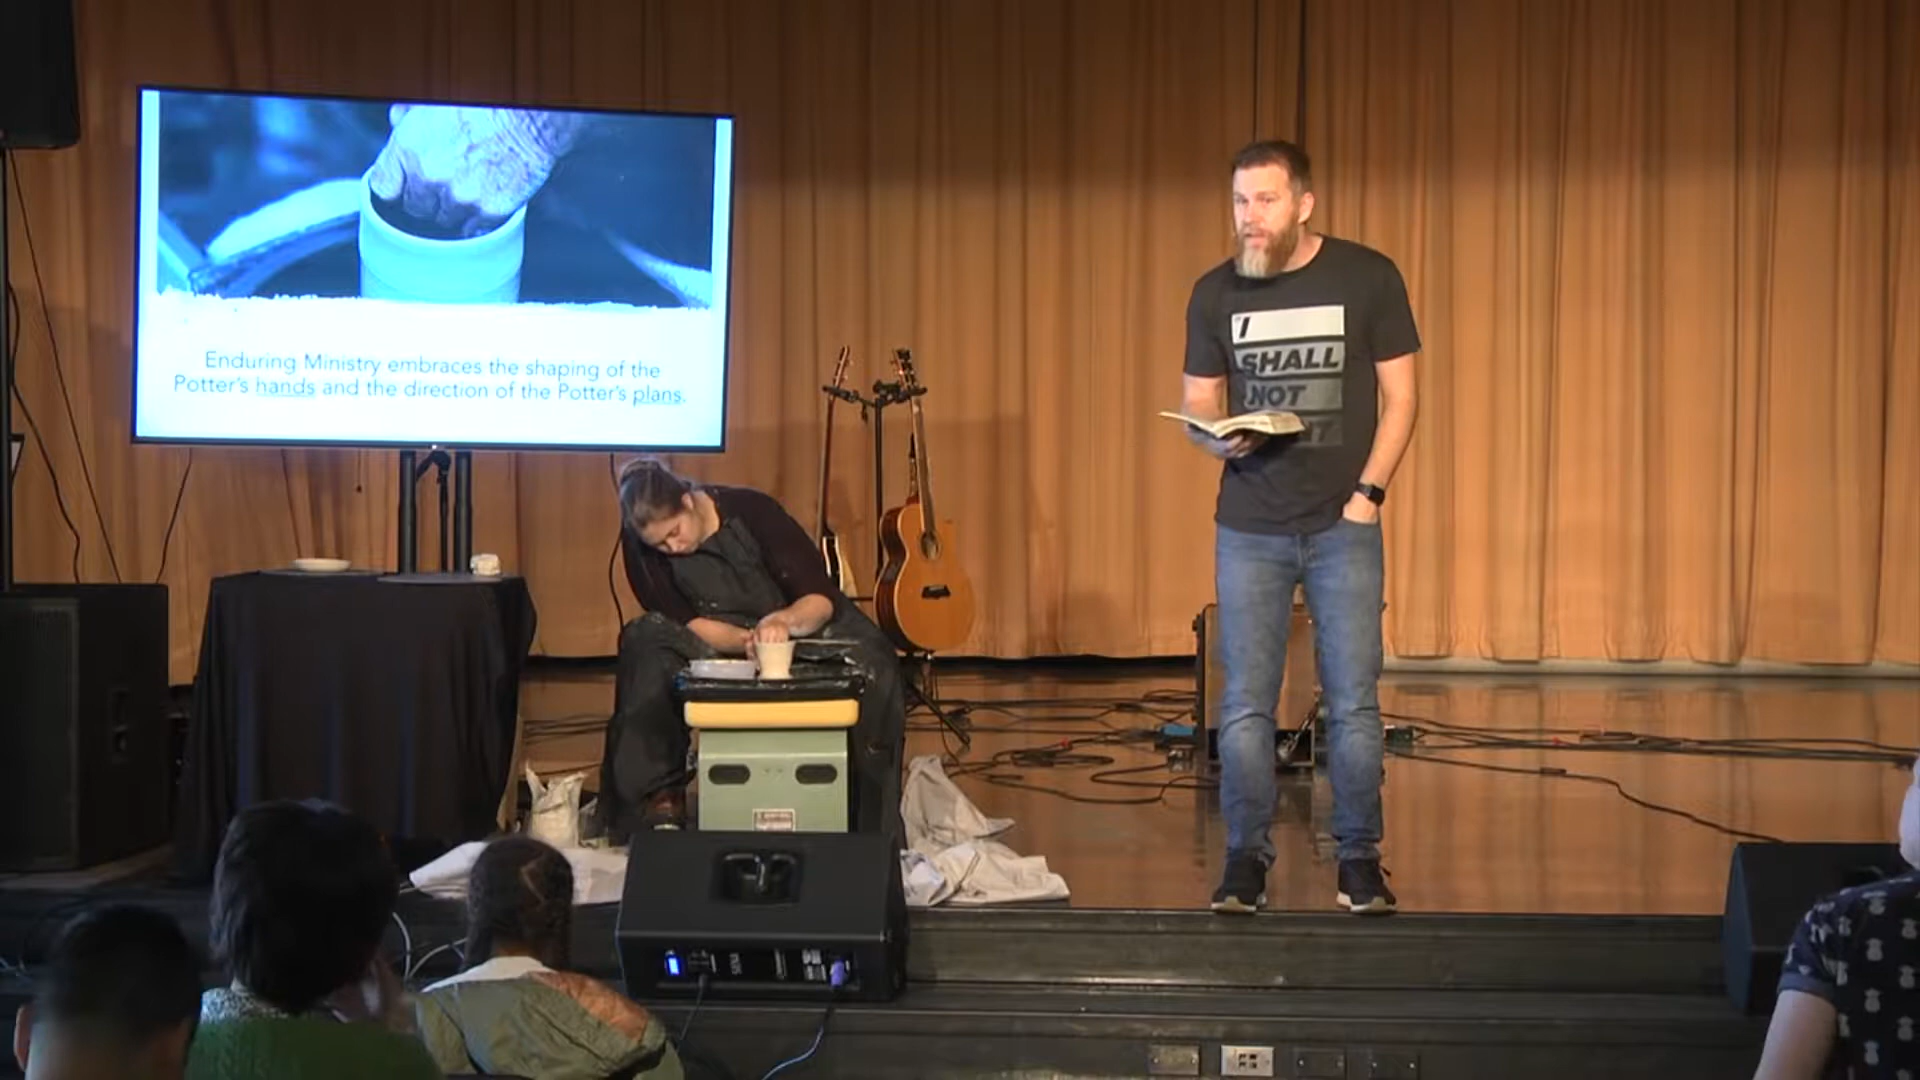 Enduring Ministry embraces the shaping of the
Potter's hands and the direction of the Potter's plans.
"I
SHALL
NOT